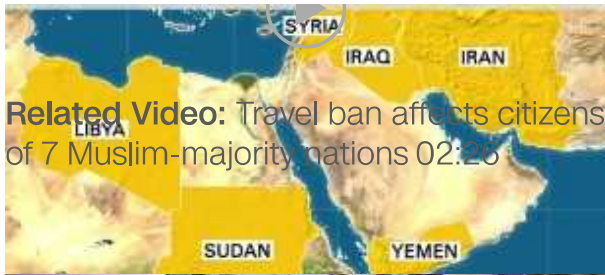 SYRIA
IRAQ IRAN
Related Video: Travel ban affects citizens
LIBYA
of 7 Muslim-majority nations 02:26
SUDAN YEMEN